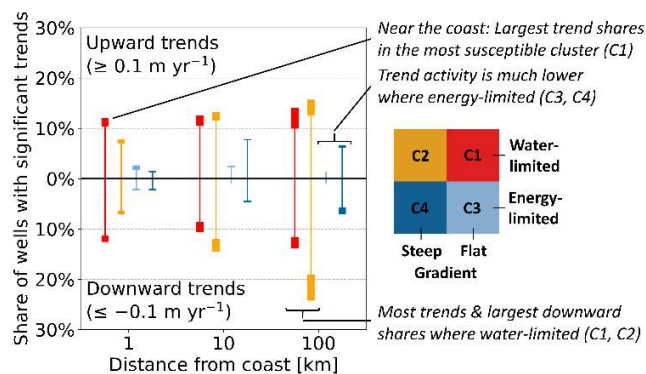 Share of wells with significant trends
30%
20%
10%
0%
10%
20%
30%
Upward trends
(≥ 0.1 m yr⁻¹)
Downward trends
(≤ −0.1 m yr⁻¹)
1
10
100
Distance from coast [km]
Near the coast: Largest trend shares
in the most susceptible cluster (C1)
Trend activity is much lower
where energy-limited (C3, C4)
C2
C1
Water-
limited
C4
C3
Energy-
limited
Steep
Flat
Gradient
Most trends & largest downward
shares where water-limited (C1, C2)